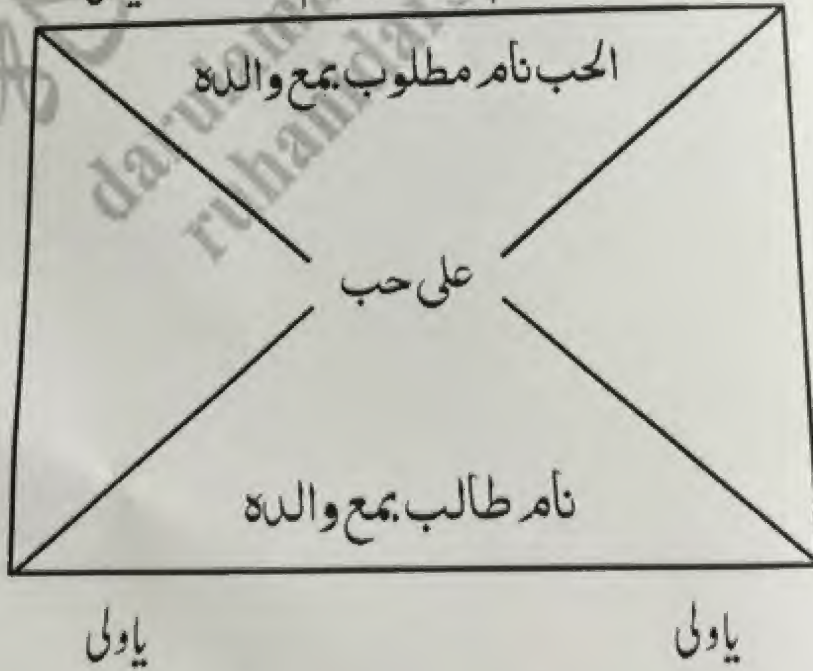 الحب نام مطلوب بمع والدہ
علی حب
نام طالب بمع والدہ
یاولی یاولی